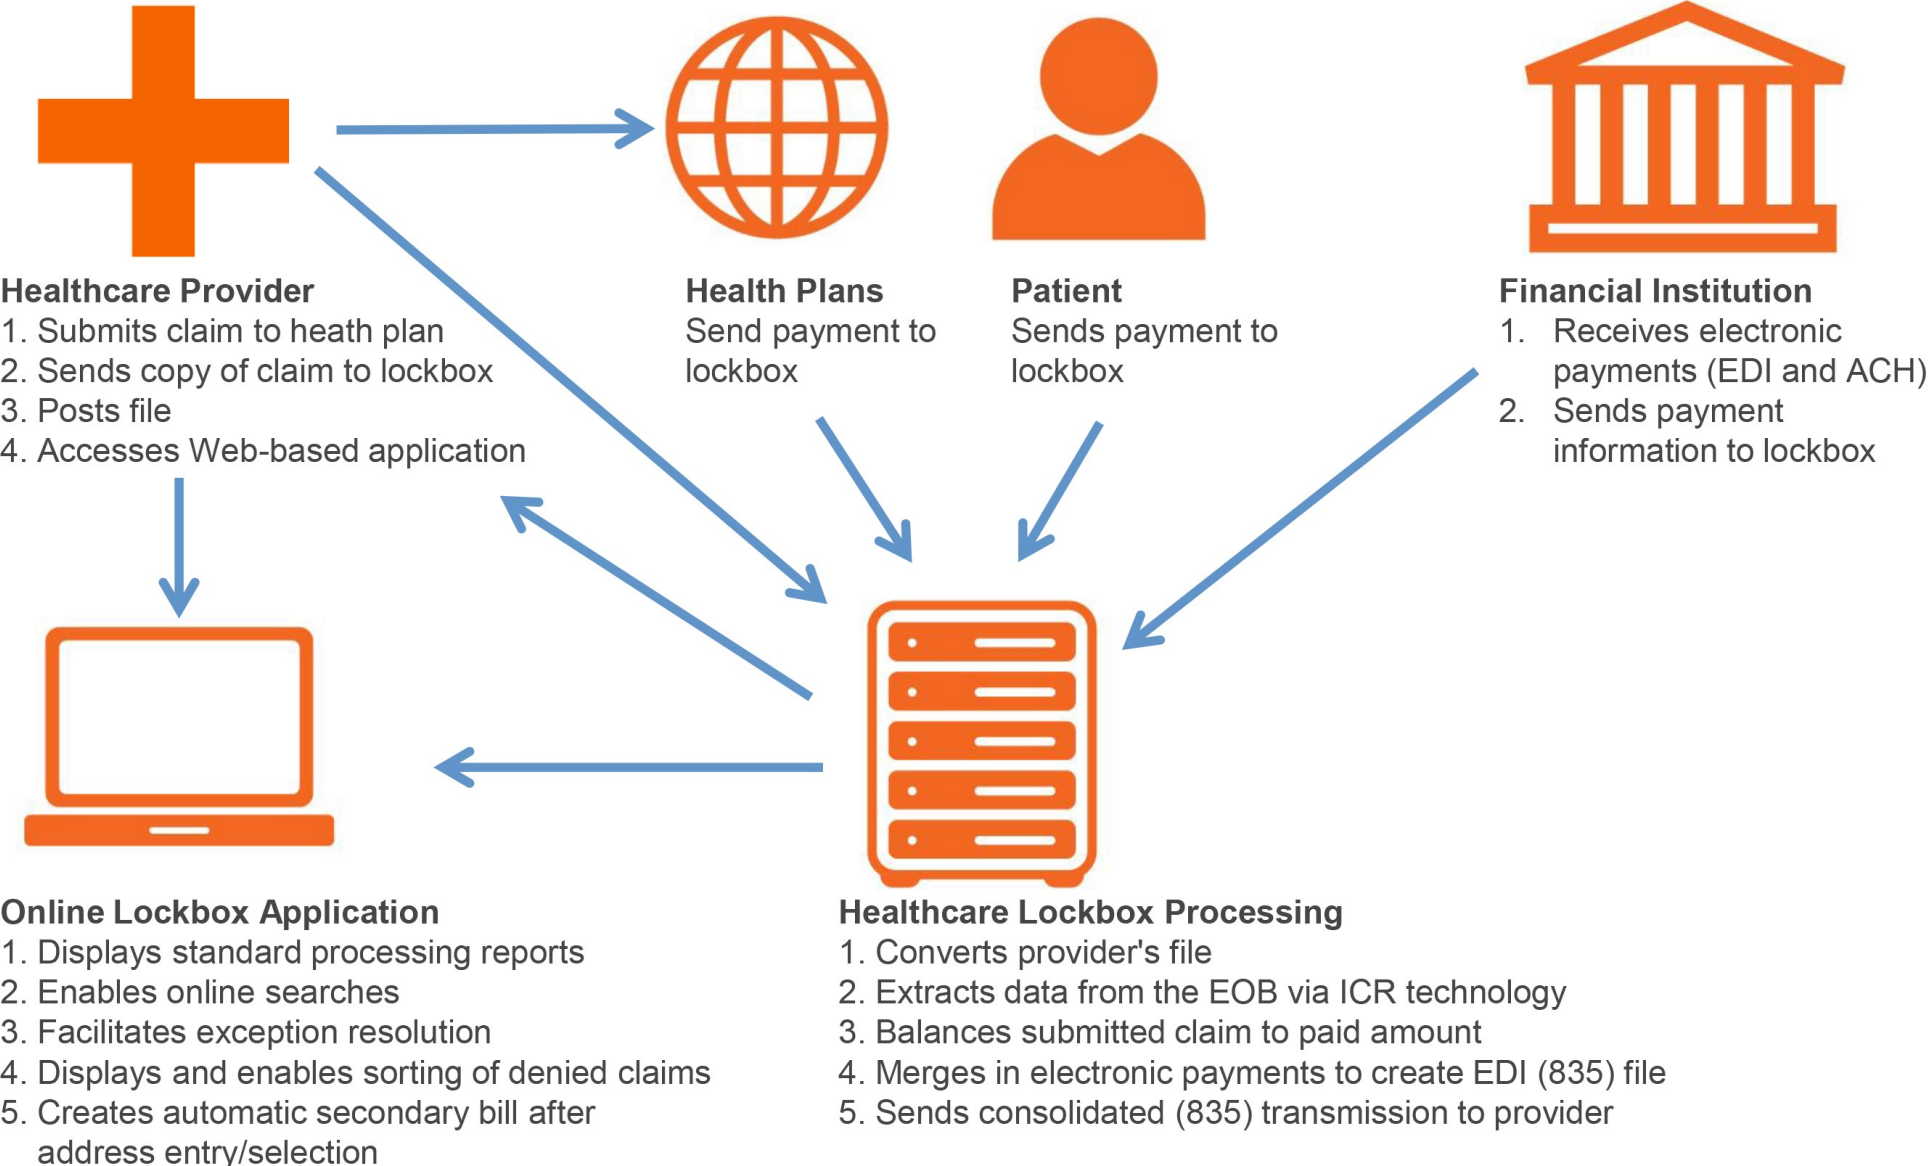 Healthcare Provider
1. Submits claim to heath plan
2. Sends copy of claim to lockbox
3. Posts file
4. Accesses Web-based application
Health Plans
Send payment to
lockbox
Patient
Sends payment to
lockbox
Financial Institution
1. Receives electronic
payments (EDI and ACH)
2. Sends payment
information to lockbox
Online Lockbox Application
1. Displays standard processing reports
2. Enables online searches
3. Facilitates exception resolution
4. Displays and enables sorting of denied claims
5. Creates automatic secondary bill after
address entry/selection
Healthcare Lockbox Processing
1. Converts provider's file
2. Extracts data from the EOB via ICR technology
3. Balances submitted claim to paid amount
4. Merges in electronic payments to create EDI (835) file
5. Sends consolidated (835) transmission to provider